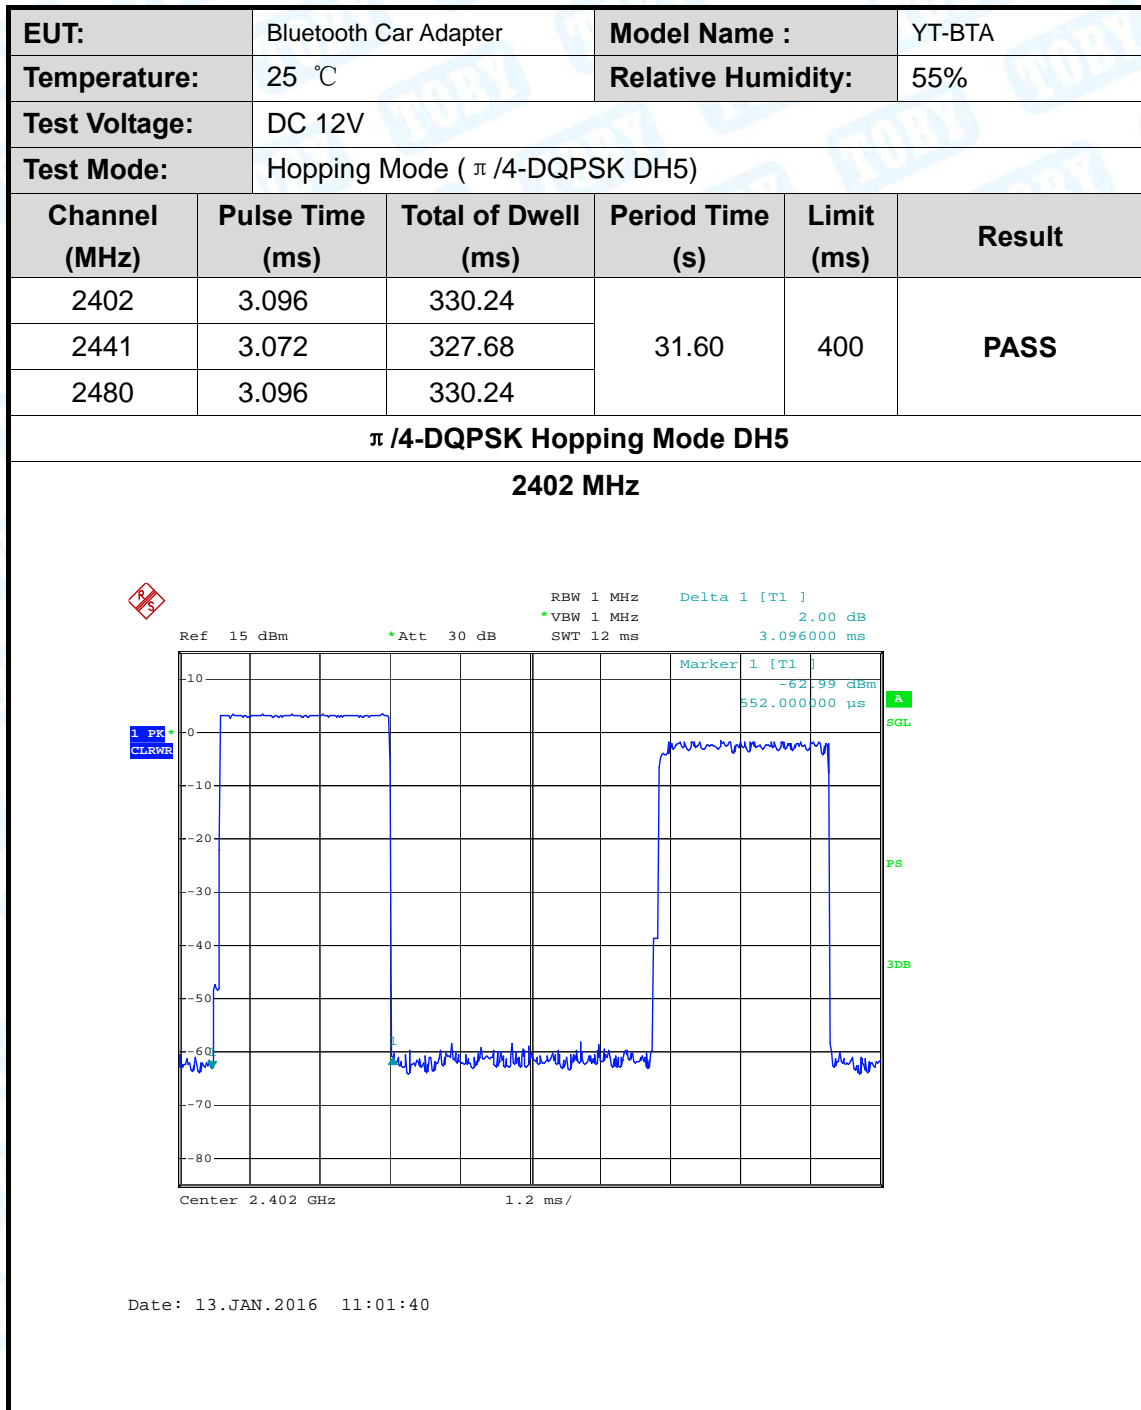 EUT: Bluetooth Car Adapter Model Name : YT-BTA
Temperature: 25 ℃ Relative Humidity: 55%
Test Voltage: DC 12V
Test Mode: Hopping Mode ( π /4-DQPSK DH5)
Channel (MHz) Pulse Time (ms) Total of Dwell (ms) Period Time (s) Limit (ms) Result
2402 3.096 330.24
2441 3.072 327.68 31.60 400 PASS
2480 3.096 330.24
π /4-DQPSK Hopping Mode DH5
2402 MHz
R S
RBW 1 MHz Delta 1 [T1 ]
*VBW 1 MHz 2.00 dB
Ref 15 dBm *Att 30 dB SWT 12 ms 3.096000 ms
Marker 1 [T1 ]
10 -62.99 dBm
552.000000 µs A
SGL
1 PK* 0
CLRWR
-10
-20
PS
-30
-40
3DB
-50
1
-60 1
-70
-80
Center 2.402 GHz 1.2 ms/
Date: 13.JAN.2016 11:01:40
TOBY
TOBY
TOBY
TOBY